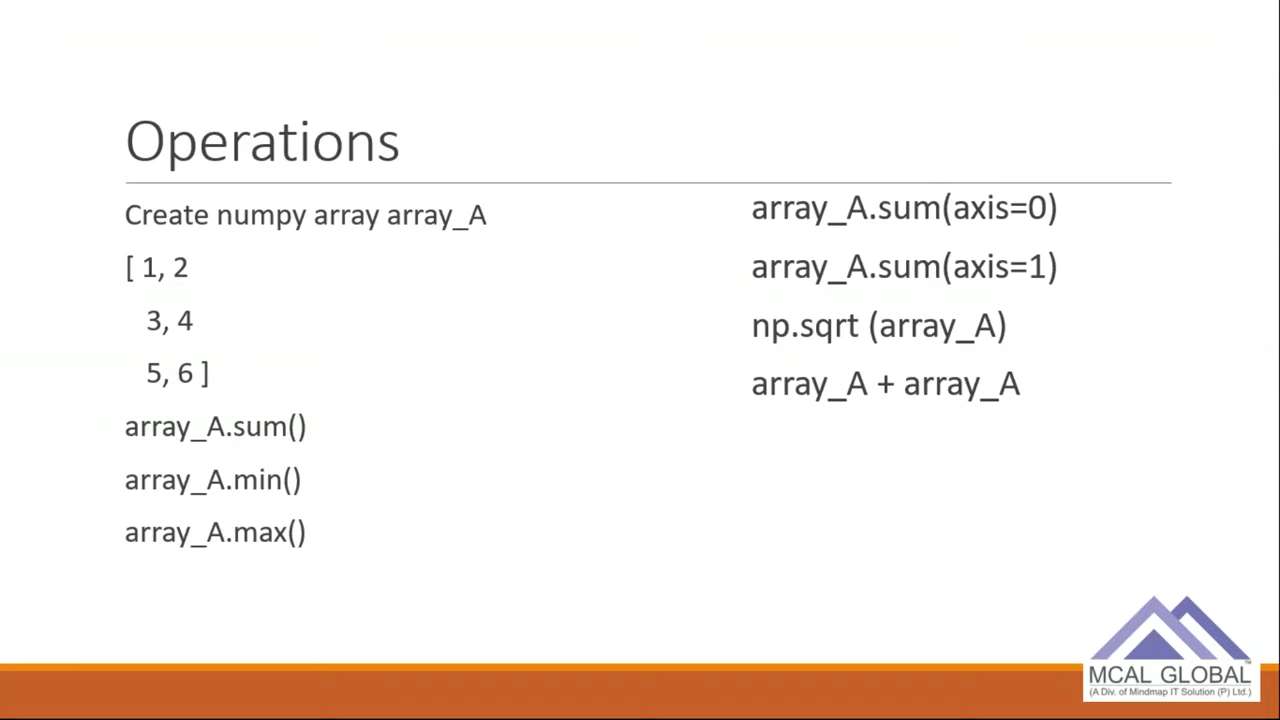 Operations
Create numpy array array_A
[ 1, 2
3, 4
5, 6 ]
array_A.sum()
array_A.min()
array_A.max()
array_A.sum(axis=0)
array_A.sum(axis=1)
np.sqrt (array_A)
array_A + array_A
MCAL GLOBAL™
(A Div. of Mindmap IT Solution (P) Ltd.)